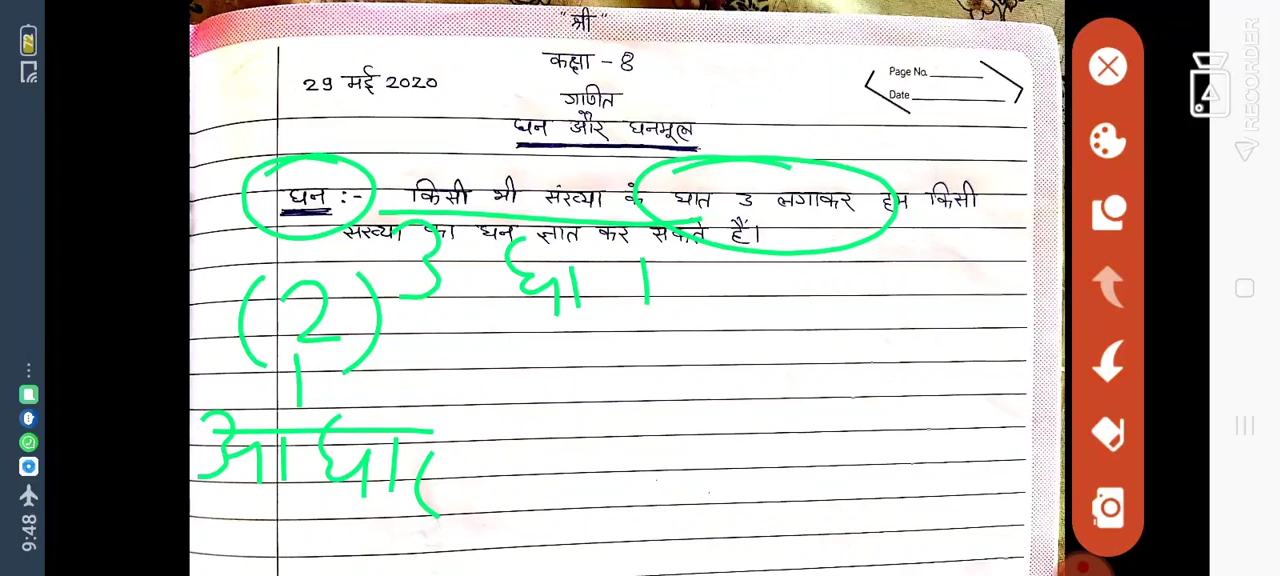 "श्री"
कक्षा - 8
29 मई 2020
गणित
Page No.
Date
घन और घनमूल
घन :- किसी भी संख्या के घात 3 लगाकर हम किसी
संख्या का घन ज्ञात कर सकते हैं।
(2)3 घा ।
आधार
72
9:48
RECORDER